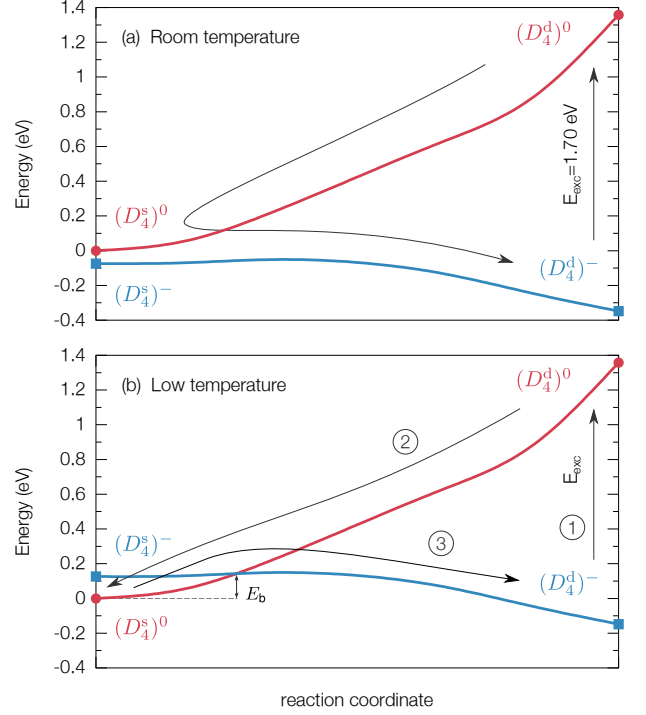 1.4
1.2
1
0.8
0.6
0.4
0.2
0
-0.2
-0.4
Energy (eV)
(a) Room temperature
(D₄ᵈ)⁰
E_exc=1.70 eV
(D₄ˢ)⁰
(D₄ˢ)⁻
(D₄ᵈ)⁻
1.4
1.2
1
0.8
0.6
0.4
0.2
0
-0.2
-0.4
Energy (eV)
(b) Low temperature
(D₄ᵈ)⁰
②
E_exc
①
③
(D₄ˢ)⁻
(D₄ᵈ)⁻
E_b
(D₄ˢ)⁰
reaction coordinate